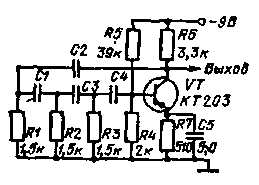 -9В
R5 R6
39к 3,3к
C2 Выход
C1 C3 C4 VT
КТ203
R1 R2 R3 R4 R7 C5
1,5к 1,5к 1,5к 2к 510 5,0